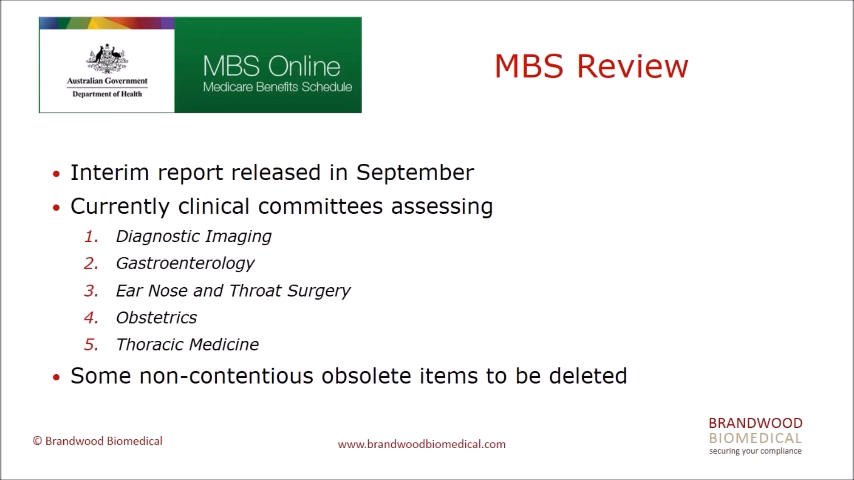 Australian Government
Department of Health
MBS Online
Medicare Benefits Schedule
MBS Review
• Interim report released in September
• Currently clinical committees assessing
1. Diagnostic Imaging
2. Gastroenterology
3. Ear Nose and Throat Surgery
4. Obstetrics
5. Thoracic Medicine
• Some non-contentious obsolete items to be deleted
© Brandwood Biomedical
www.brandwoodbiomedical.com
BRANDWOOD
BIOMEDICAL
securing your compliance